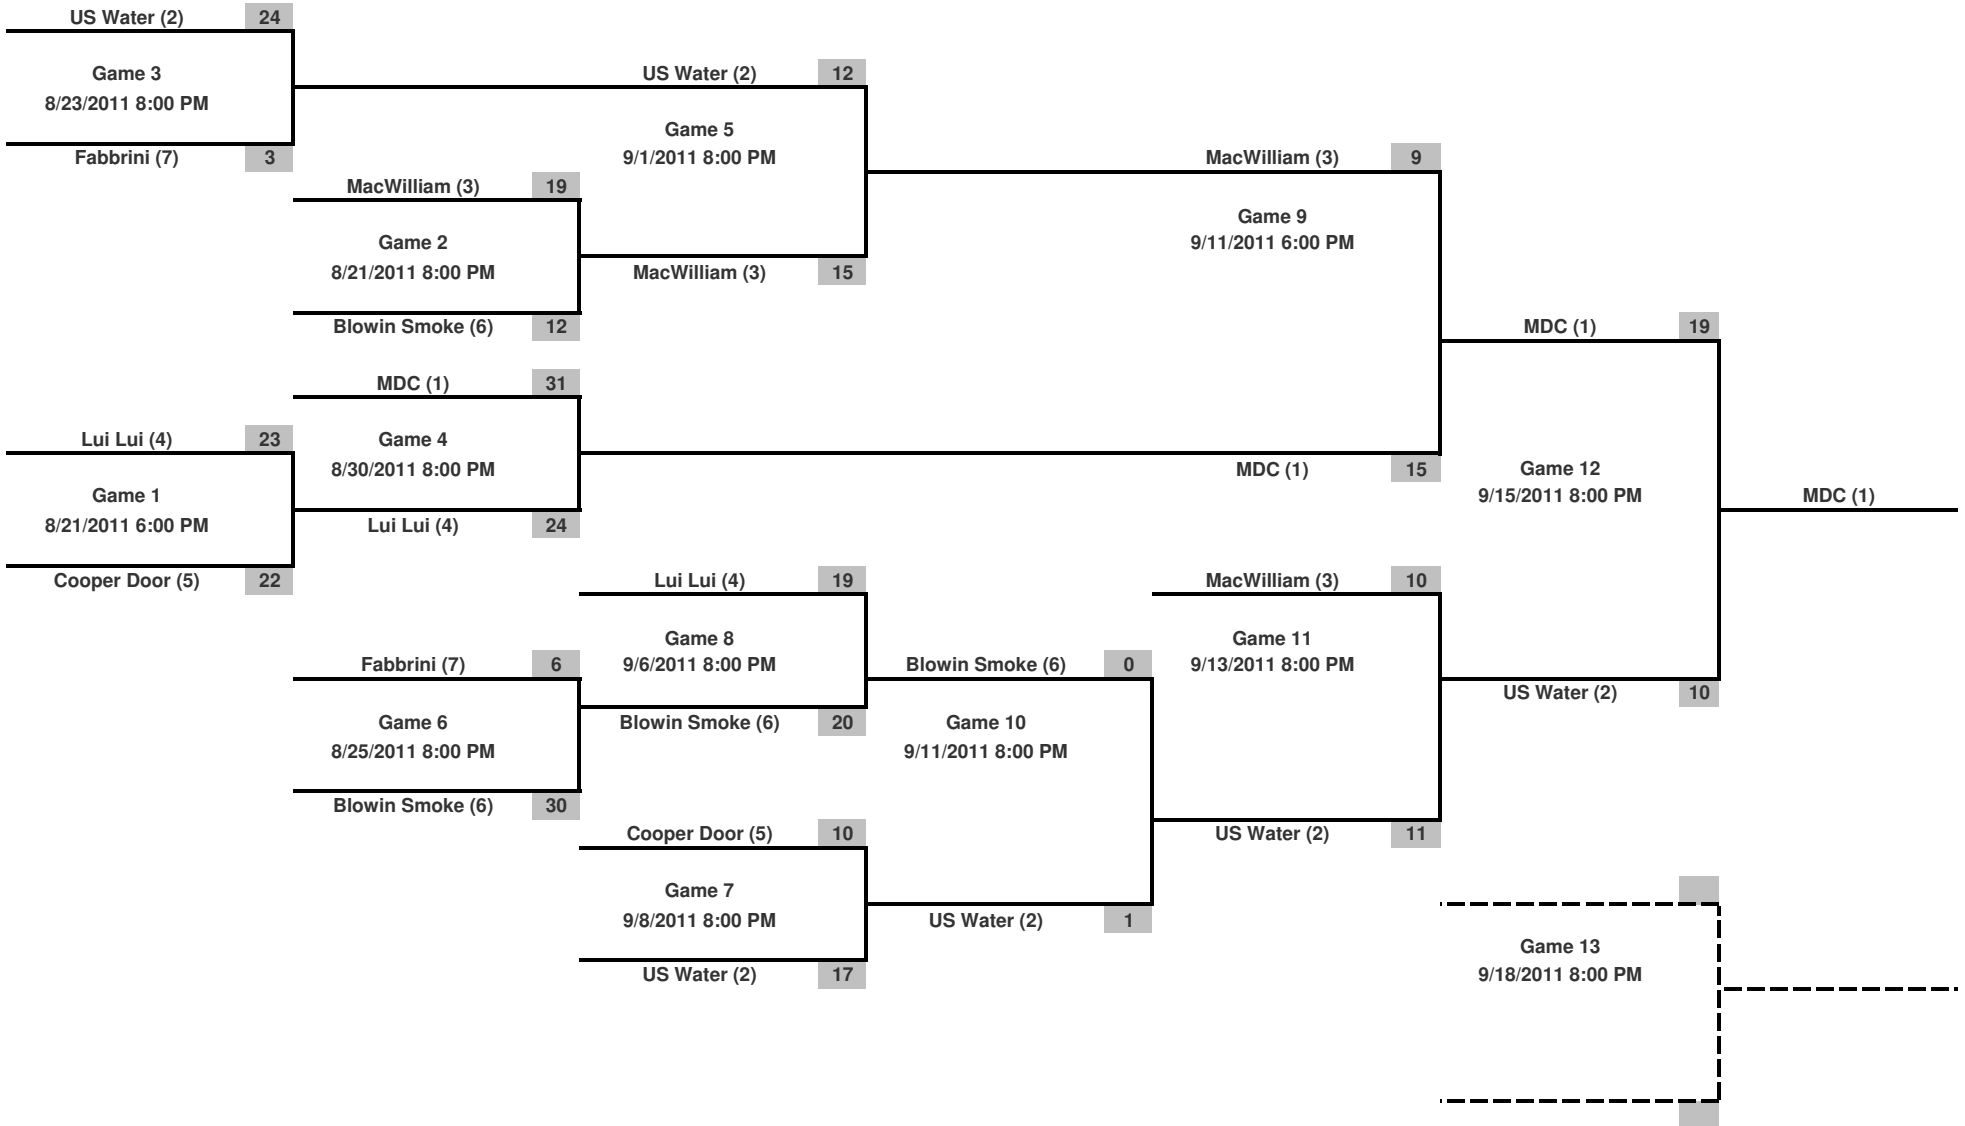 US Water (2) 24
Game 3
8/23/2011 8:00 PM
Fabbrini (7) 3
US Water (2) 12
Game 5
9/1/2011 8:00 PM
MacWilliam (3) 15
MacWilliam (3) 19
Game 2
8/21/2011 8:00 PM
Blowin Smoke (6) 12
MacWilliam (3) 9
Game 9
9/11/2011 6:00 PM
MDC (1) 15
MDC (1) 31
Game 4
8/30/2011 8:00 PM
Lui Lui (4) 24
Lui Lui (4) 23
Game 1
8/21/2011 6:00 PM
Cooper Door (5) 22
MDC (1) 19
Game 12
9/15/2011 8:00 PM
US Water (2) 10
MDC (1)
Lui Lui (4) 19
Game 8
9/6/2011 8:00 PM
Blowin Smoke (6) 20
Fabbrini (7) 6
Game 6
8/25/2011 8:00 PM
Blowin Smoke (6) 30
Blowin Smoke (6) 0
Game 10
9/11/2011 8:00 PM
US Water (2) 1
MacWilliam (3) 10
Game 11
9/13/2011 8:00 PM
US Water (2) 11
Cooper Door (5) 10
Game 7
9/8/2011 8:00 PM
US Water (2) 17
Game 13
9/18/2011 8:00 PM